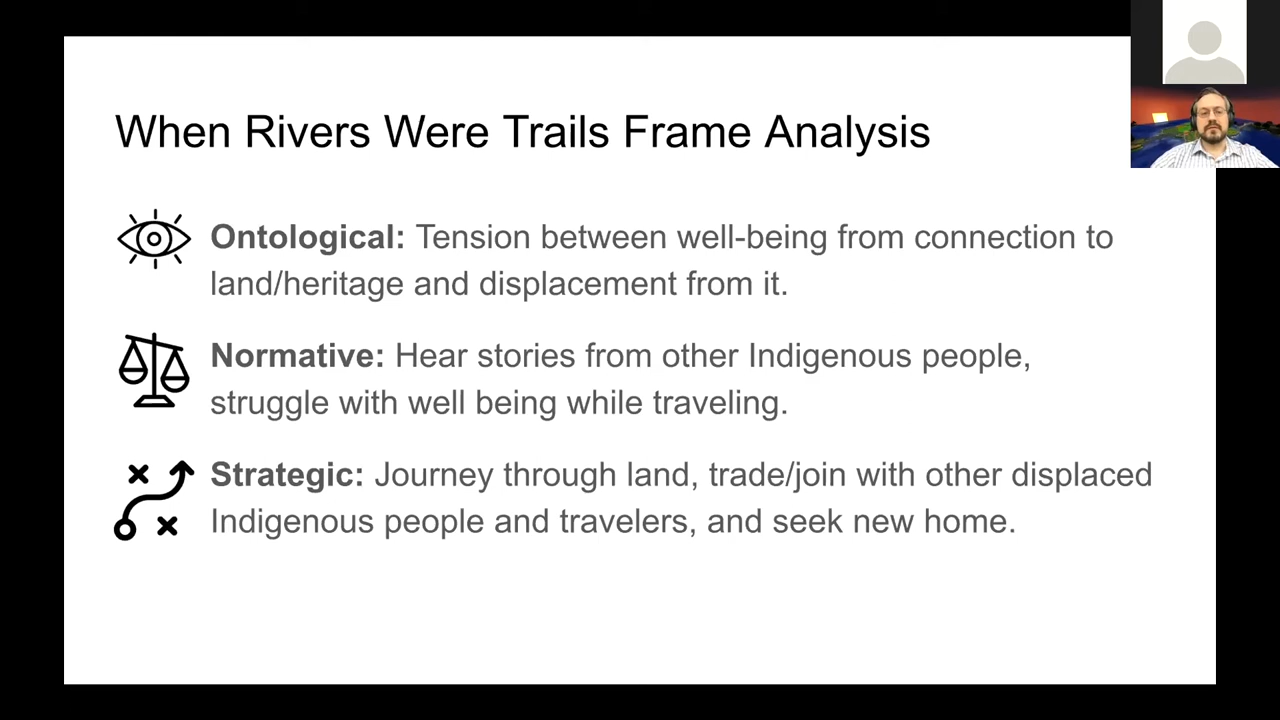 When Rivers Were Trails Frame Analysis
Ontological: Tension between well-being from connection to
land/heritage and displacement from it.
Normative: Hear stories from other Indigenous people,
struggle with well being while traveling.
Strategic: Journey through land, trade/join with other displaced
Indigenous people and travelers, and seek new home.